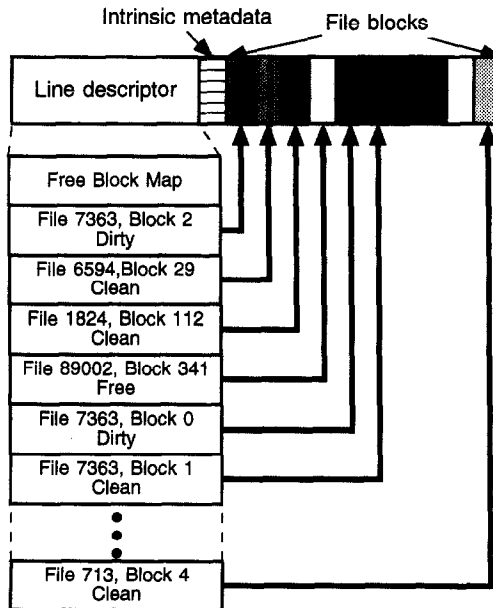 Intrinsic metadata
File blocks
Line descriptor
Free Block Map
File 7363, Block 2
Dirty
File 6594,Block 29
Clean
File 1824, Block 112
Clean
File 89002, Block 341
Free
File 7363, Block 0
Dirty
File 7363, Block 1
Clean
File 713, Block 4
Clean